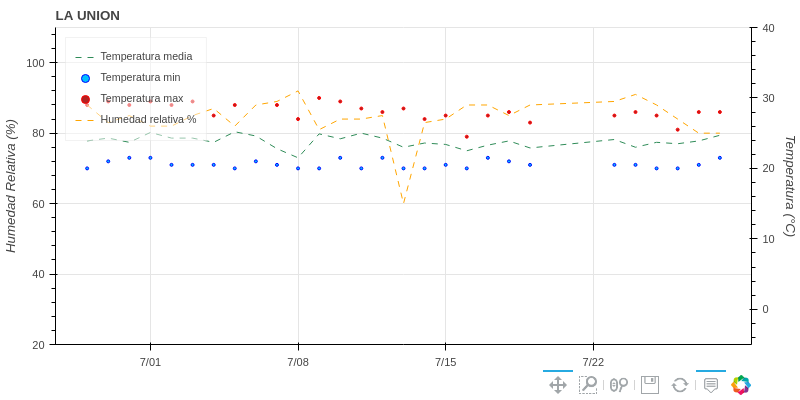 LA UNION
Temperatura media
Temperatura min
Temperatura max
Humedad relativa %
Humedad Relativa (%)
100
80
60
40
20
40
30
20
10
0
Temperatura (°C)
7/01
7/08
7/15
7/22